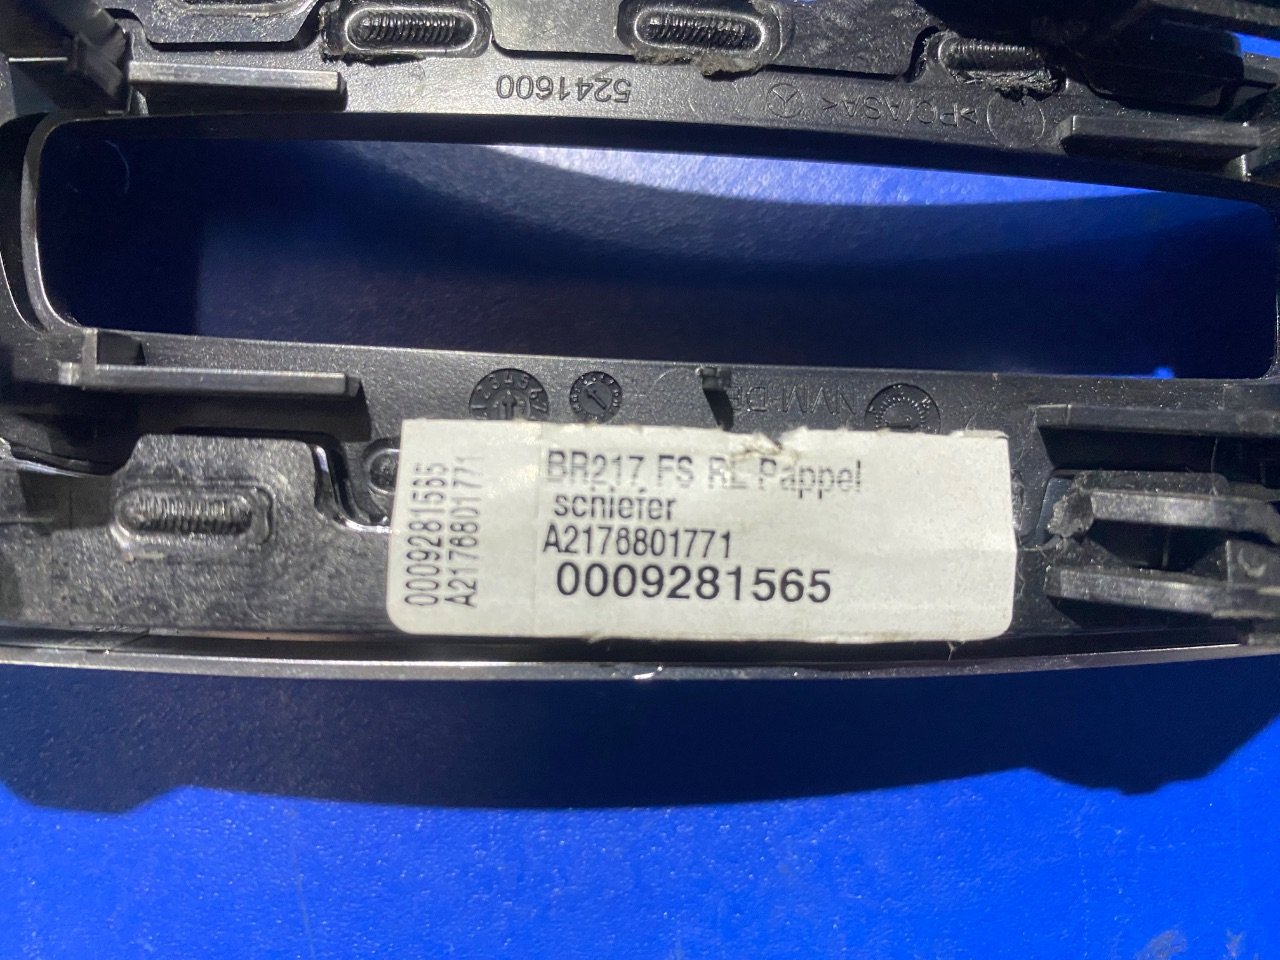 5241600
>PC/ASA<
BR217 FS RL Pappel
schiefer
A2176801771
0009281565
0009281565
A2176801771